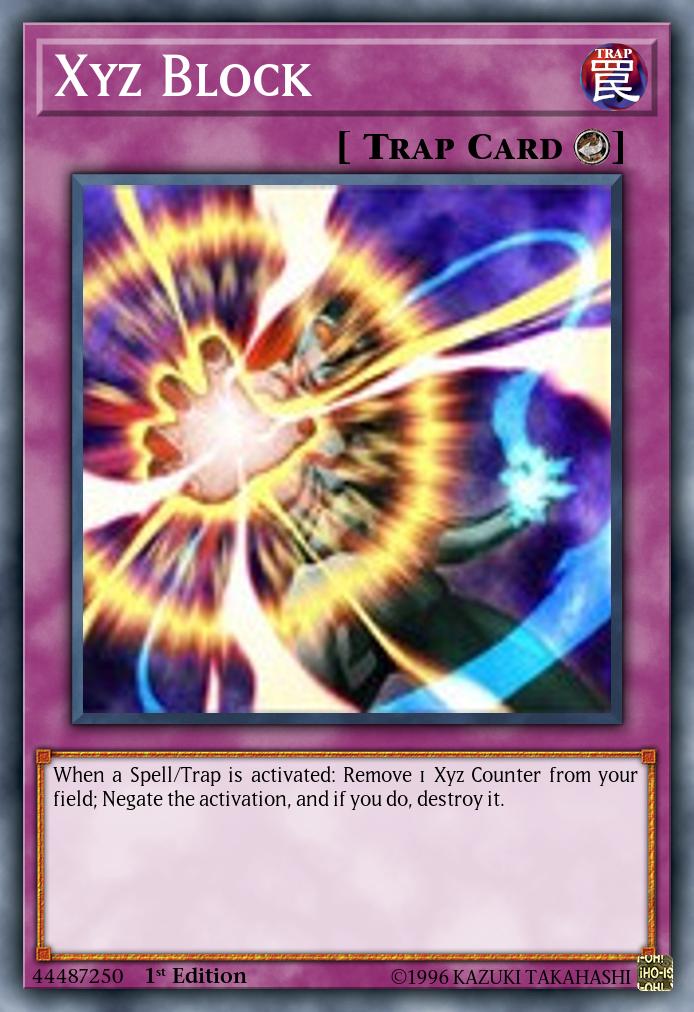 Xyz Block
TRAP
罠
[ Trap Card ]
When a Spell/Trap is activated: Remove 1 Xyz Counter from your
field; Negate the activation, and if you do, destroy it.
44487250 1st Edition ©1996 KAZUKI TAKAHASHI